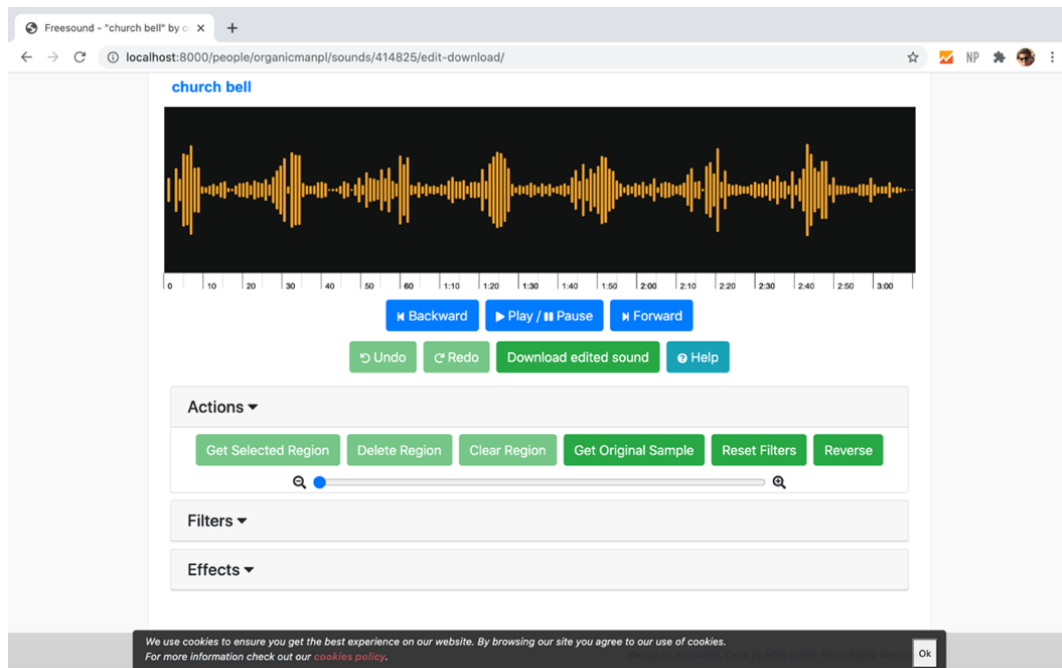 Freesound - "church bell" by o
localhost:8000/people/organicmanpl/sounds/414825/edit-download/
NP
church bell
0 10 20 30 40 50 60 1:10 1:20 1:30 1:40 1:50 2:00 2:10 2:20 2:30 2:40 2:50 3:00
Backward Play / Pause Forward
Undo Redo Download edited sound Help
Actions
Get Selected Region Delete Region Clear Region Get Original Sample Reset Filters Reverse
Filters
Effects
We use cookies to ensure you get the best experience on our website. By browsing our site you agree to our use of cookies.
For more information check out our cookies policy.
Ok